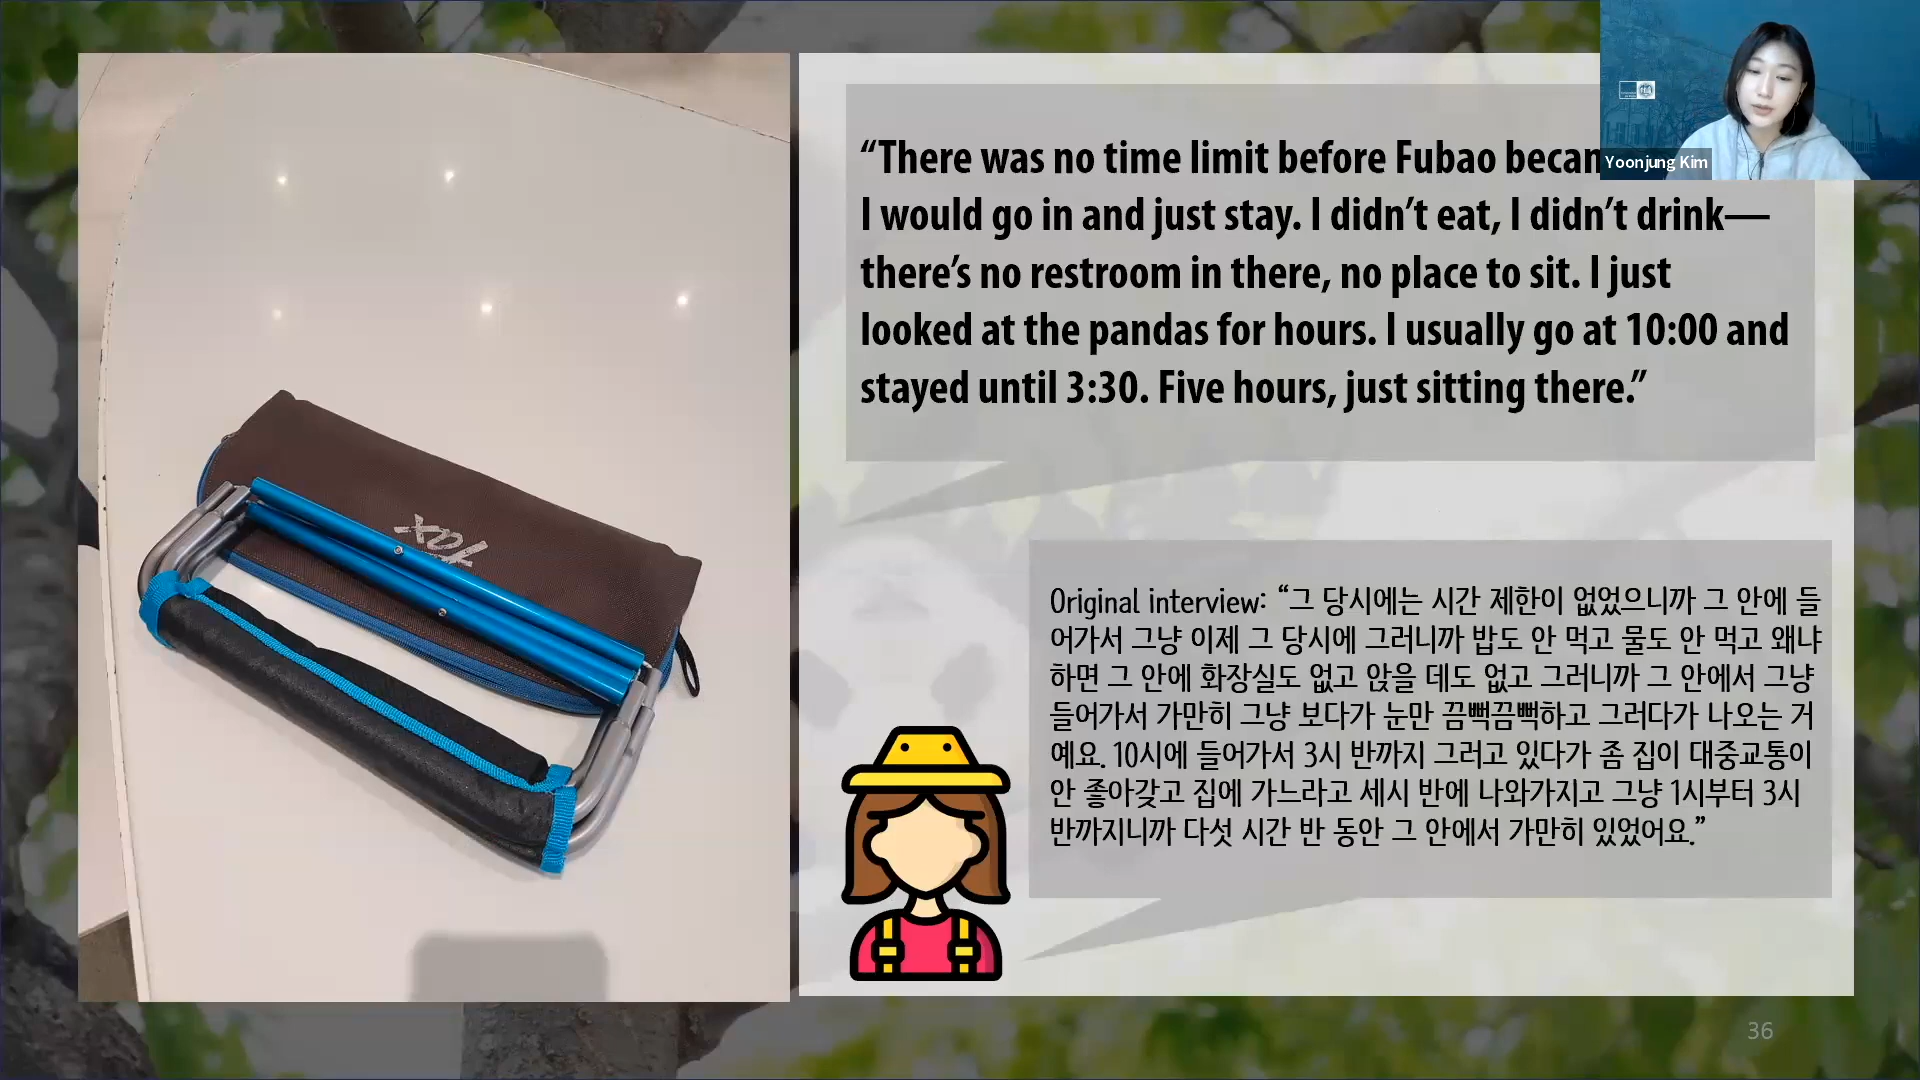 “There was no time limit before Fubao
I would go in and just stay. I didn’t eat, I didn’t drink—
there’s no restroom in there, no place to sit. I just
looked at the pandas for hours. I usually go at 10:00 and
stayed until 3:30. Five hours, just sitting there.”
Yoonjung Kim
Original interview: “그 당시에는 시간 제한이 없었으니까 그 안에 들
어가서 그냥 이제 그 당시에 그러니까 밥도 안 먹고 물도 안 먹고 왜냐
하면 그 안에 화장실도 없고 앉을 데도 없고 그러니까 그 안에서 그냥
들어가서 가만히 그냥 보다가 눈만 끔뻑끔뻑하고 그러다가 나오는 거
예요. 10시에 들어가서 3시 반까지 그러고 있다가 좀 집이 대중교통이
안 좋아갖고 집에 가느라고 세시 반에 나와가지고 그냥 1시부터 3시
반까지니까 다섯 시간 반 동안 그 안에서 가만히 있었어요.”
36